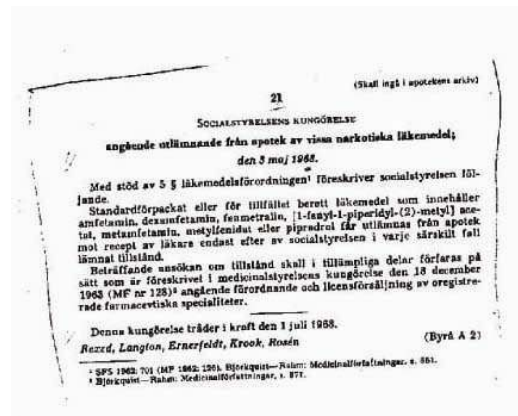 (Skall ingå i apotekens arkiv)
21
SOCIALSTYRELSENS KUNGÖRELSE
angående utlämnande från apotek av vissa narkotiska läkemedel;
den 3 maj 1968.
Med stöd av 5 § läkemedelsförordningen¹ föreskriver socialstyrelsen föl-
jande.
Standardförpackat eller för tillfället berett läkemedel som innehåller
amfetamin, dexamfetamin, fenmetralin, [1-fenyl-1-piperidyl-(2)-metyl] ace-
tat, metamfetamin, metylfenidat eller pipradrol får utlämnas från apotek
mot recept av läkare endast efter av socialstyrelsen i varje särskilt fall
lämnat tillstånd.
Beträffande ansökan om tillstånd skall i tillämpliga delar förfaras på
sätt som är föreskrivet i medicinalstyrelsens kungörelse den 18 december
1963 (MF nr 128)² angående förordnande och licensförsäljning av oregistre-
rade farmacevtiska specialiteter.
Denna kungörelse träder i kraft den 1 juli 1968.
Rexed, Langton, Ernerfeldt, Krook, Rosén
(Byrå A 2)
¹ SFS 1962: 701 (MF 1962: 126). Björkquist—Rahm: Medicinalförfattningar, s. 861.
² Björkquist—Rahm: Medicinalförfattningar, s. 877.